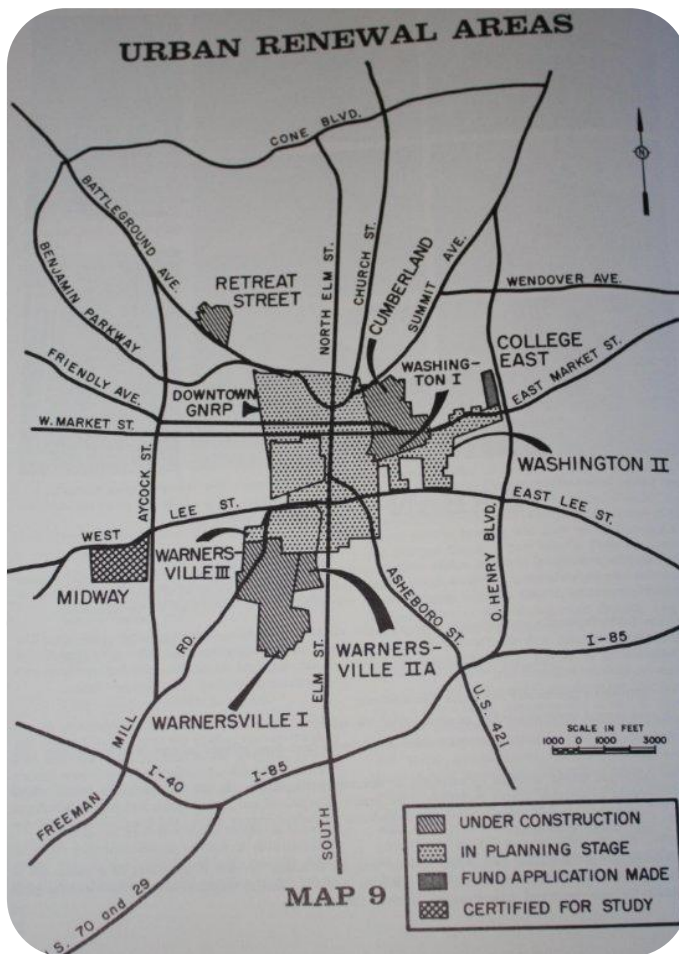 URBAN RENEWAL AREAS
CONE BLVD.
BATTLEGROUND AVE.
BENJAMIN PARKWAY
RETREAT
STREET
NORTH ELM ST.
CHURCH ST.
CUMBERLAND
SUMMIT AVE.
WENDOVER AVE.
COLLEGE
EAST
EAST MARKET ST.
WASHING-
TON I
FRIENDLY AVE.
DOWNTOWN
GNRP
W. MARKET ST.
WASHINGTON II
AYCOCK ST.
WEST LEE ST.
EAST LEE ST.
WARNERS-
VILLE III
MIDWAY
ASHEBORO ST.
O. HENRY BLVD.
I-85
WARNERS-
VILLE IIA
WARNERSVILLE I
U.S. 421
FREEMAN MILL RD.
SOUTH ELM ST.
I-40
I-85
SCALE IN FEET
1000 0 1000 3000
UNDER CONSTRUCTION
IN PLANNING STAGE
FUND APPLICATION MADE
CERTIFIED FOR STUDY
MAP 9
.S. 70 and 29
N